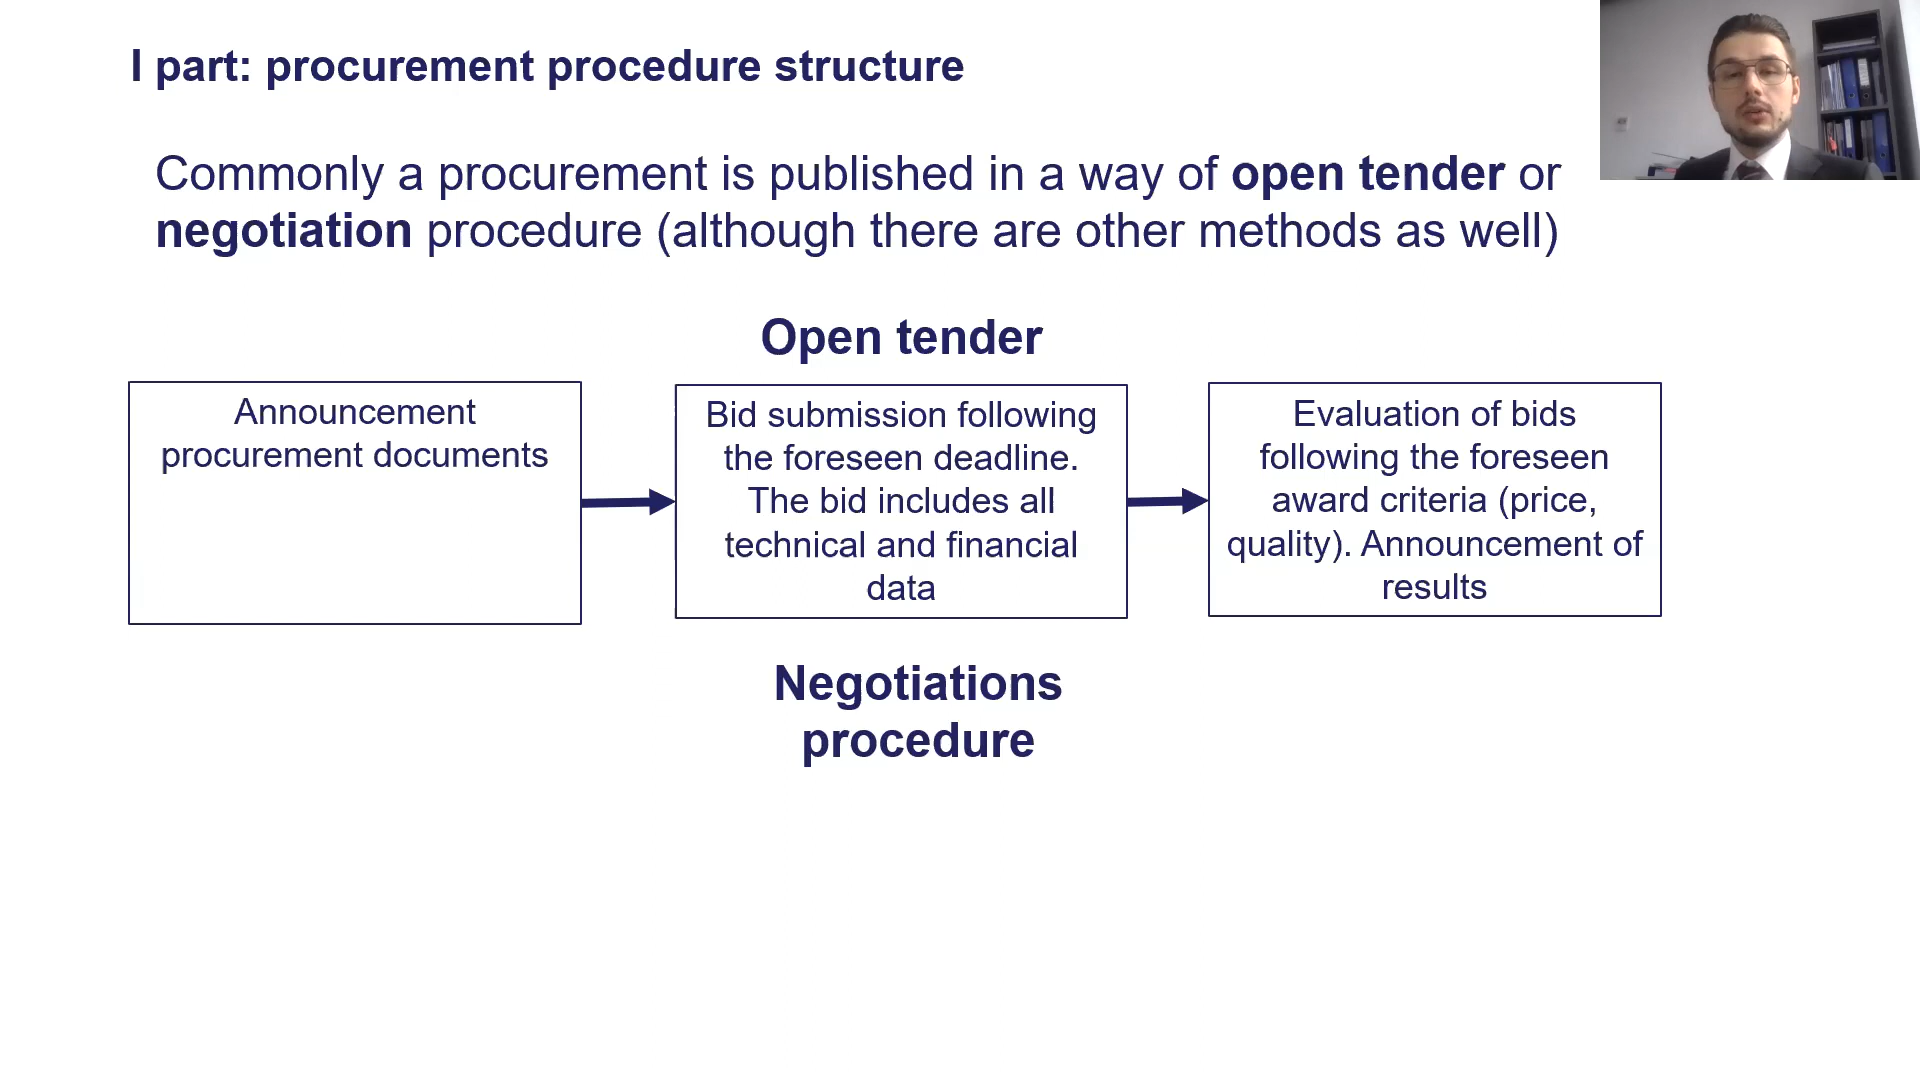 I part: procurement procedure structure
Commonly a procurement is published in a way of open tender or
negotiation procedure (although there are other methods as well)
Open tender
Announcement
procurement documents
Bid submission following
the foreseen deadline.
The bid includes all
technical and financial
data
Evaluation of bids
following the foreseen
award criteria (price,
quality). Announcement of
results
Negotiations
procedure